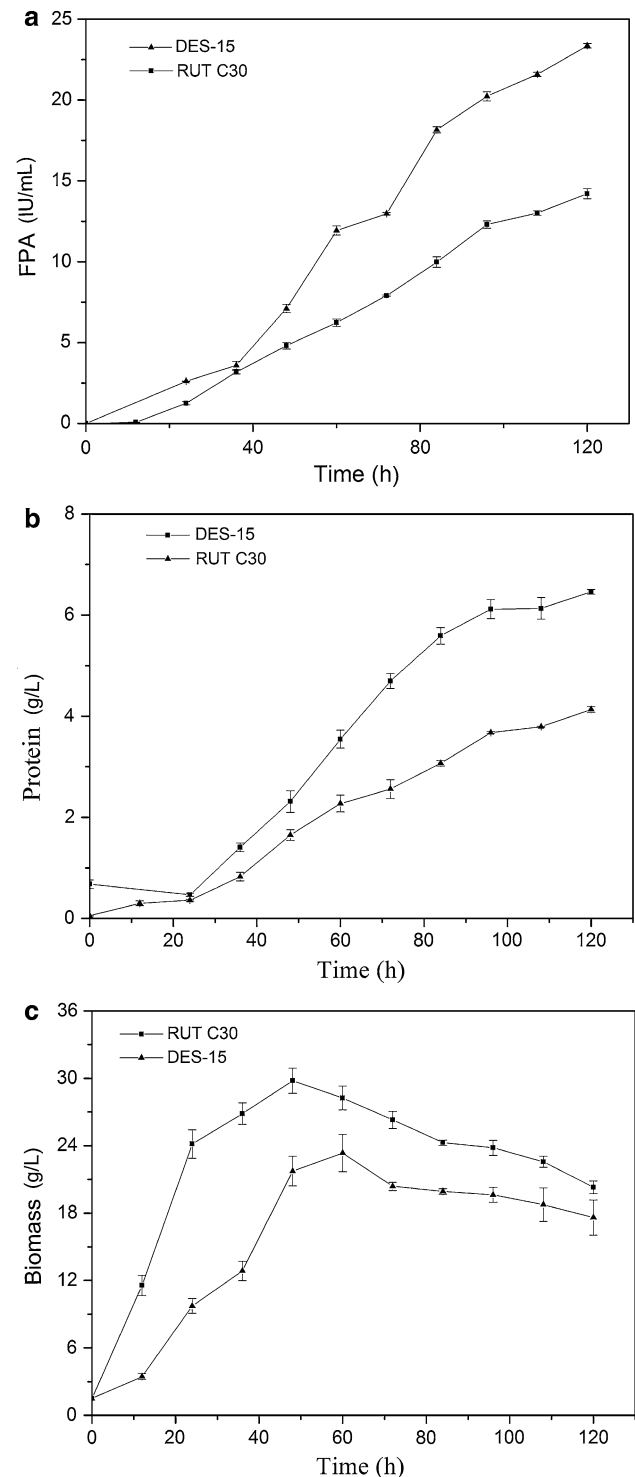 a
DES-15
RUT C30
25
20
15
10
5
0
FPA (IU/mL)
0 40 80 120
Time (h)
b
DES-15
RUT C30
8
6
4
2
0
Protein (g/L)
0 20 40 60 80 100 120
Time (h)
c
RUT C30
DES-15
36
30
24
18
12
6
0
Biomass (g/L)
0 20 40 60 80 100 120
Time (h)